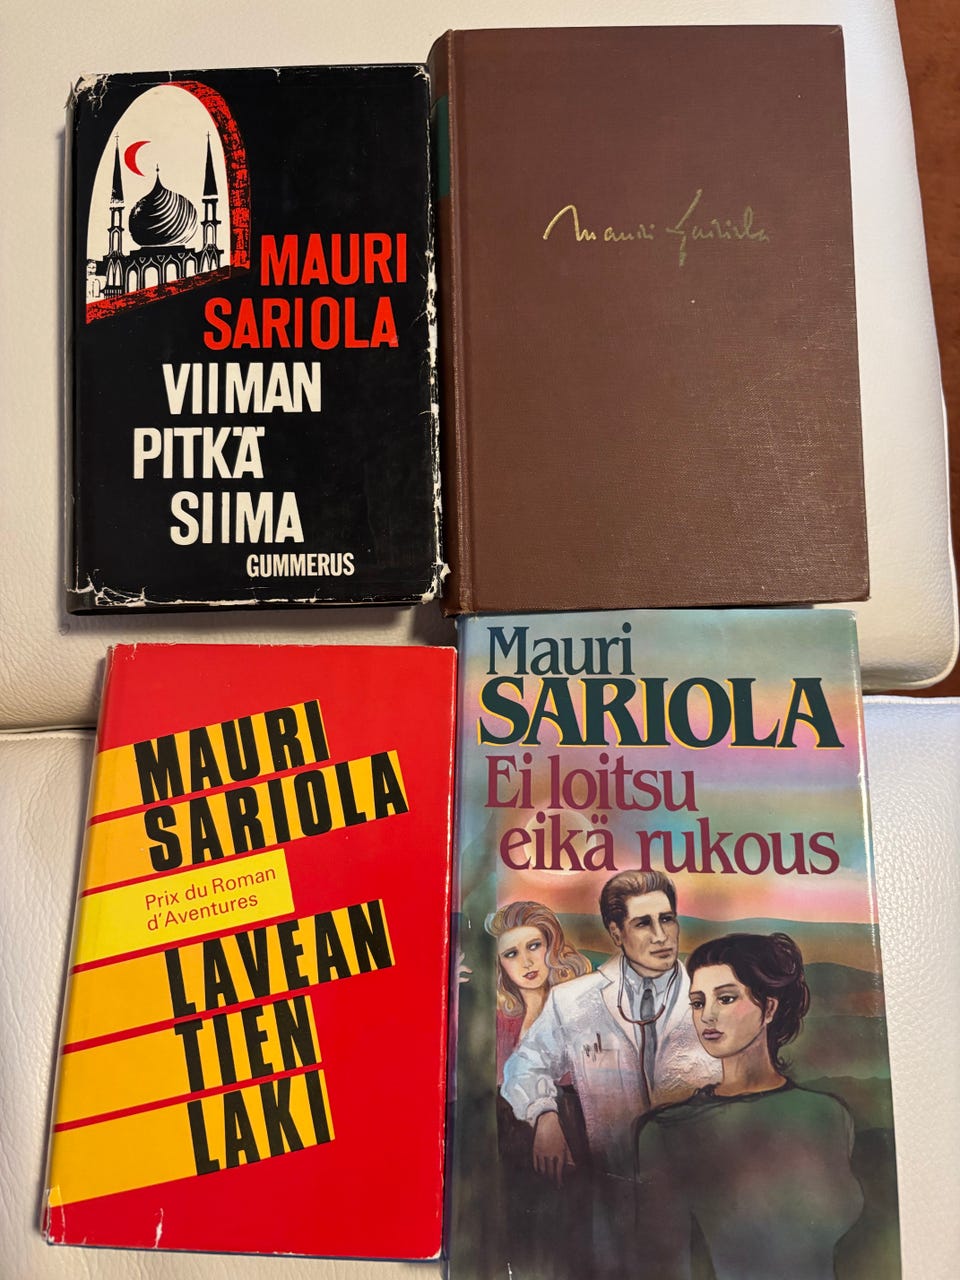 MAURI
SARIOLA
VIIMAN
PITKÄ
SIIMA
GUMMERUS
Mauri Sariola
MAURI
SARIOLA
Prix du Roman
d'Aventures
LAVEAN
TIEN
LAKI
Mauri
SARIOLA
Ei loitsu
eikä rukous